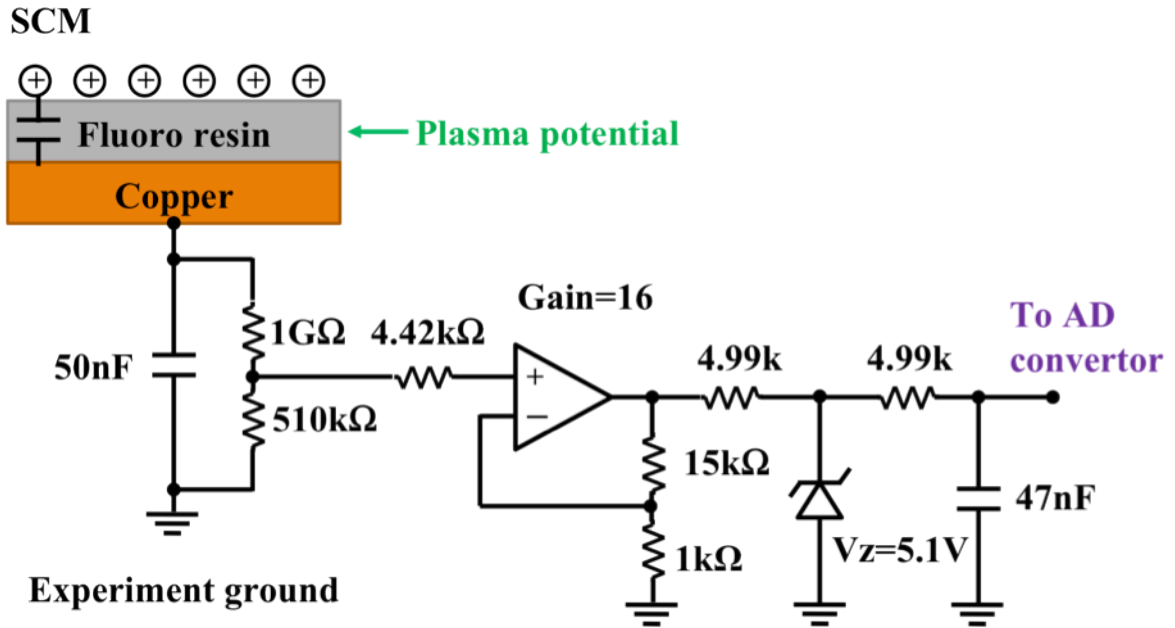 SCM
Fluoro resin
Plasma potential
Copper
Gain=16
To AD
convertor
1GΩ
4.42kΩ
4.99k
4.99k
50nF
+
−
510kΩ
15kΩ
47nF
1kΩ
Vz=5.1V
Experiment ground